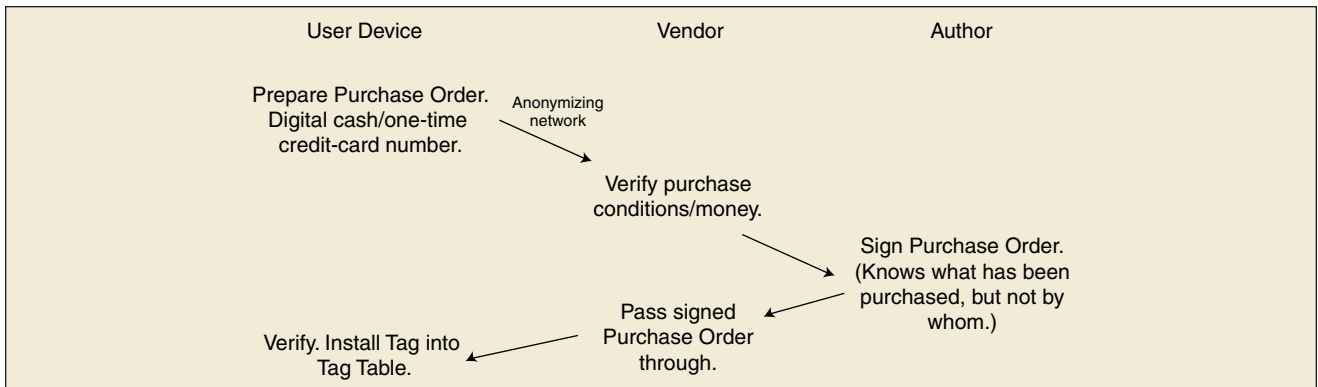 User Device
Vendor
Author
Prepare Purchase Order.
Digital cash/one-time
credit-card number.
Anonymizing
network
Verify purchase
conditions/money.
Sign Purchase Order.
(Knows what has been
purchased, but not by
whom.)
Pass signed
Purchase Order
through.
Verify. Install Tag into
Tag Table.